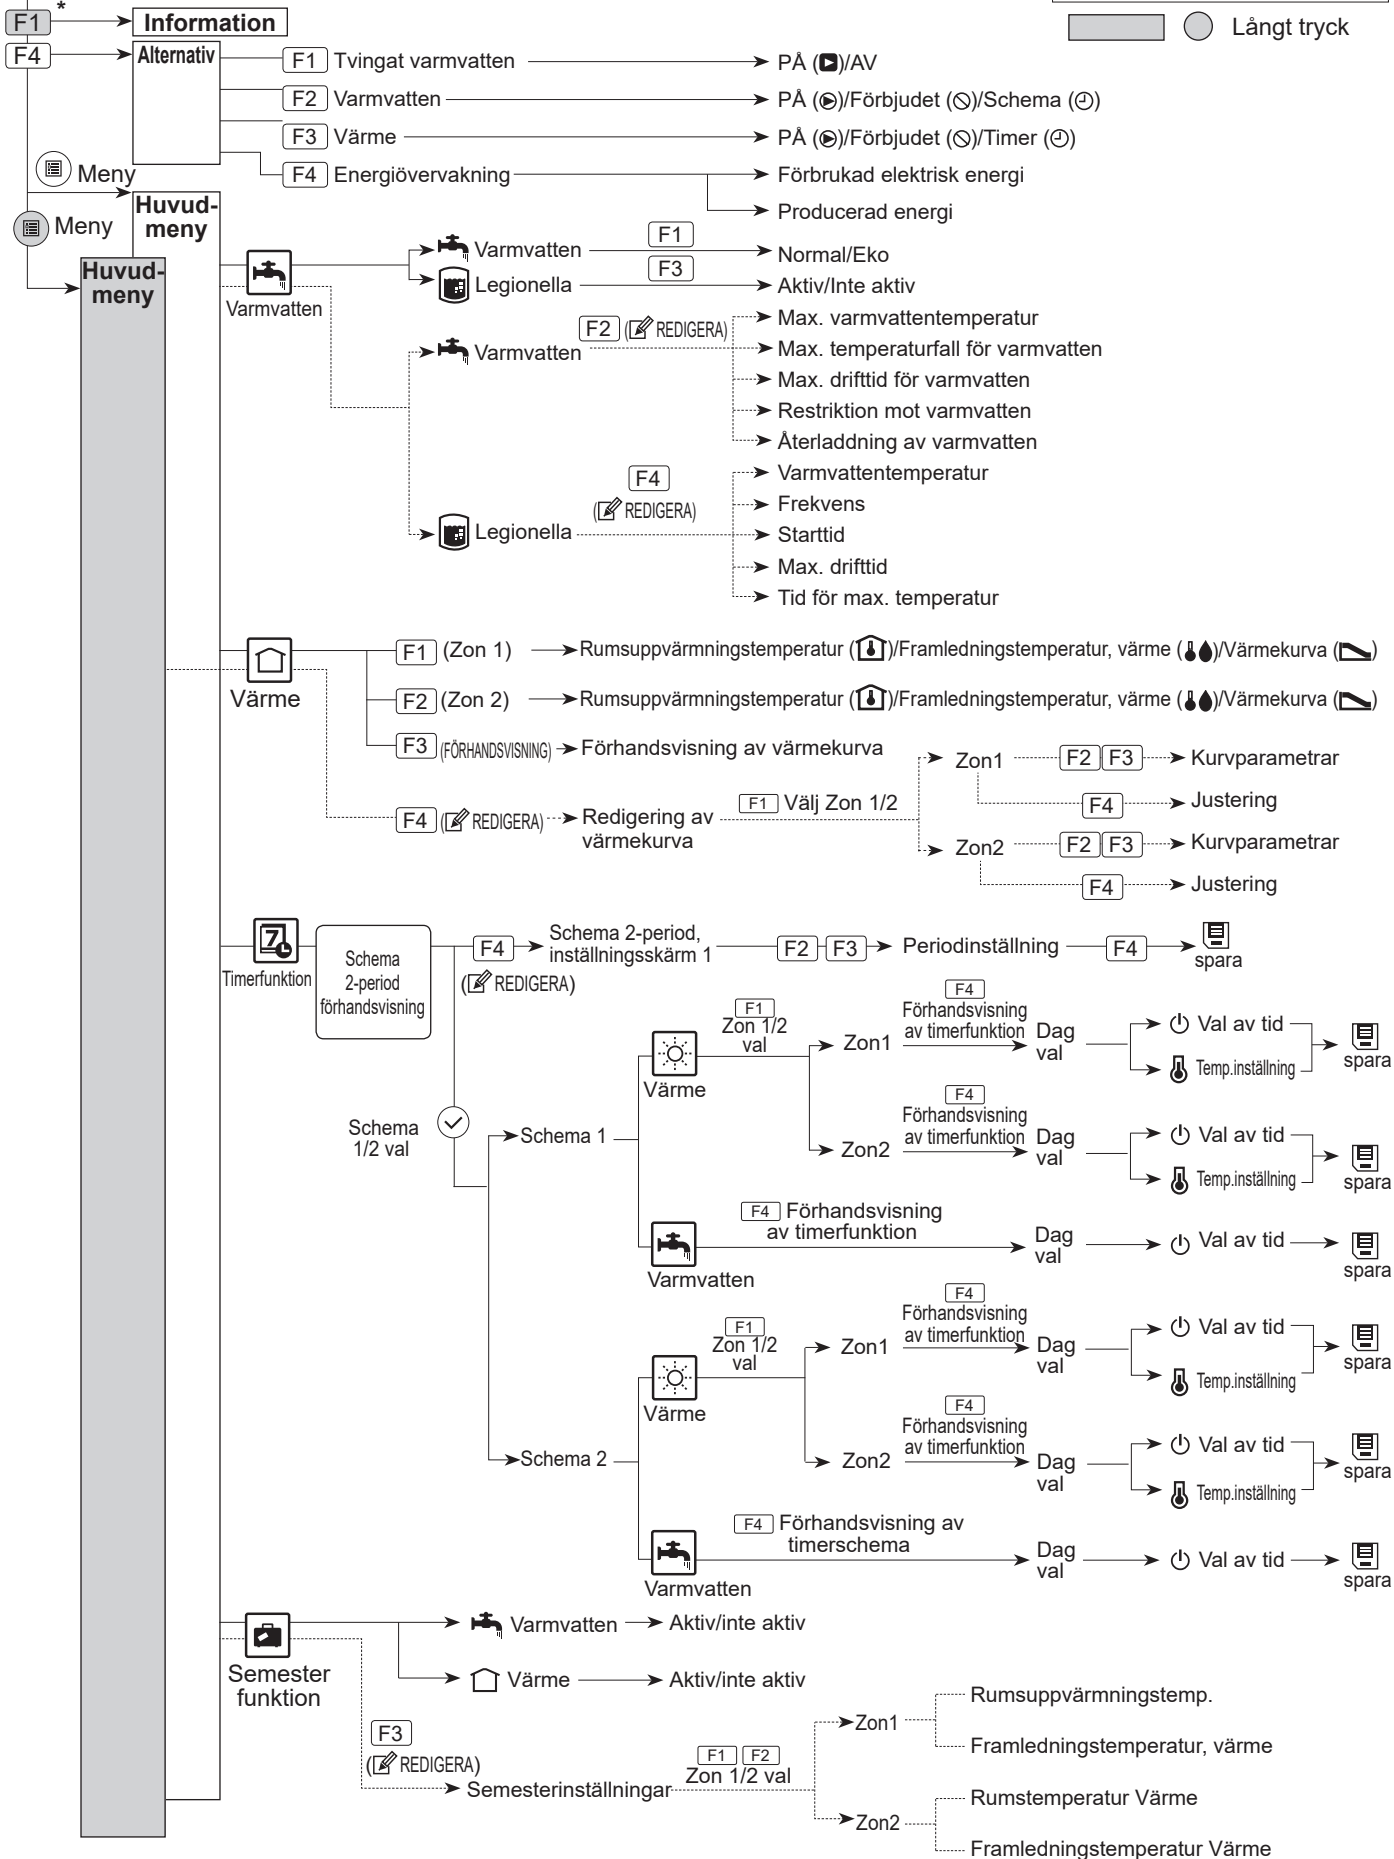 *
F1 Information
Långt tryck
F4 Alternativ
F1 Tvingat varmvatten PÅ (▶)/AV
F2 Varmvatten PÅ (▶)/Förbjudet (⃠)/Schema (◴)
F3 Värme PÅ (▶)/Förbjudet (⃠)/Timer (◴)
F4 Energiövervakning Förbrukad elektrisk energi
Producerad energi
Meny
Meny
Huvud-
meny
Huvud-
meny
Varmvatten
Varmvatten F1 Normal/Eko
Legionella F3 Aktiv/Inte aktiv
Varmvatten F2 (REDIGERA)
Max. varmvattentemperatur
Max. temperaturfall för varmvatten
Max. drifttid för varmvatten
Restriktion mot varmvatten
Återladdning av varmvatten
Legionella F4
(REDIGERA)
Varmvattentemperatur
Frekvens
Starttid
Max. drifttid
Tid för max. temperatur
Värme
F1 (Zon 1) Rumsuppvärmningstemperatur ()/Framledningstemperatur, värme ()/Värmekurva ()
F2 (Zon 2) Rumsuppvärmningstemperatur ()/Framledningstemperatur, värme ()/Värmekurva ()
F3 (FÖRHANDSVISNING) Förhandsvisning av värmekurva
F4 (REDIGERA) Redigering av
värmekurva
F1 Välj Zon 1/2
Zon1 F2 F3 Kurvparametrar
F4 Justering
Zon2 F2 F3 Kurvparametrar
F4 Justering
7
Timerfunktion
Schema
2-period
förhandsvisning
F4
(REDIGERA)
Schema 2-period,
inställningsskärm 1
F2 F3 Periodinställning F4 spara
Schema
1/2 val
Schema 1
Värme
F1
Zon 1/2
val
Zon1
F4
Förhandsvisning
av timerfunktion
Dag
val
Val av tid
Temp.inställning
spara
Zon2
F4
Förhandsvisning
av timerfunktion
Dag
val
Val av tid
Temp.inställning
spara
Varmvatten
F4 Förhandsvisning
av timerfunktion
Dag
val
Val av tid
spara
Schema 2
Värme
F1
Zon 1/2
val
Zon1
F4
Förhandsvisning
av timerfunktion
Dag
val
Val av tid
Temp.inställning
spara
Zon2
F4
Förhandsvisning
av timerfunktion
Dag
val
Val av tid
Temp.inställning
spara
Varmvatten
F4 Förhandsvisning av
timerschema
Dag
val
Val av tid
spara
Semester
funktion
Varmvatten Aktiv/inte aktiv
Värme Aktiv/inte aktiv
F3
(REDIGERA)
Semesterinställningar
F1 F2
Zon 1/2 val
Zon1
Rumsuppvärmningstemp.
Framledningstemperatur, värme
Zon2
Rumstemperatur Värme
Framledningstemperatur Värme